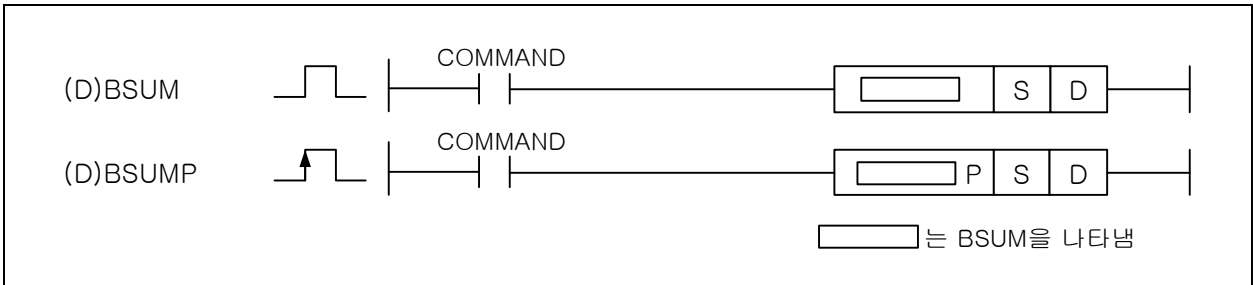 COMMAND
(D)BSUM S D
COMMAND
(D)BSUMP P S D
는 BSUM을 나타냄